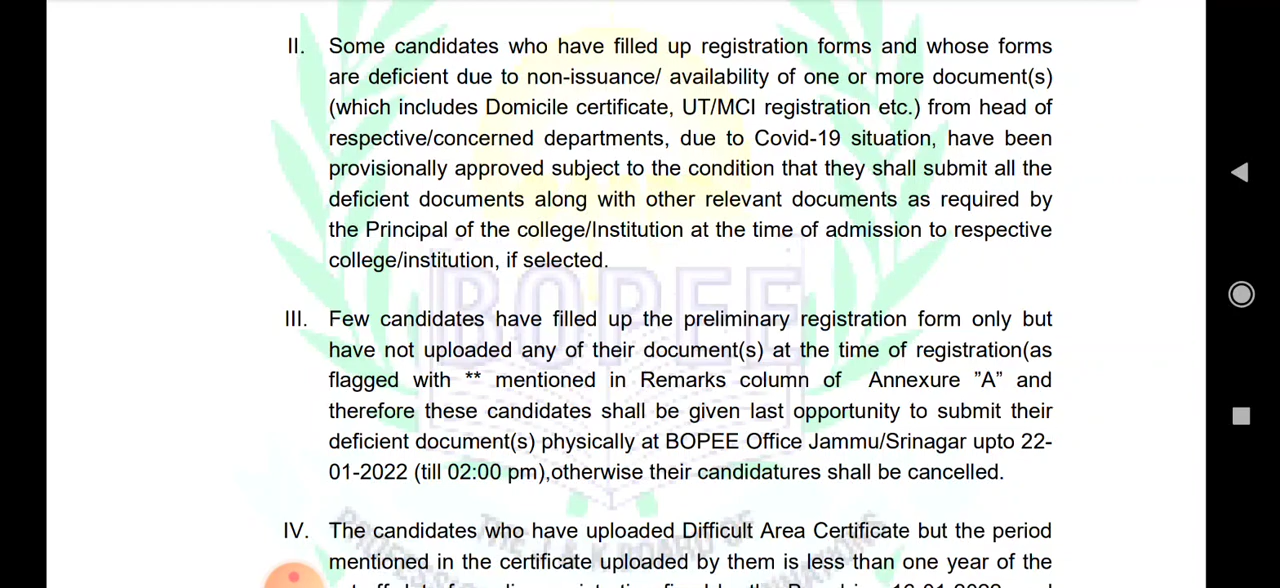 II. Some candidates who have filled up registration forms and whose forms
are deficient due to non-issuance/ availability of one or more document(s)
(which includes Domicile certificate, UT/MCI registration etc.) from head of
respective/concerned departments, due to Covid-19 situation, have been
provisionally approved subject to the condition that they shall submit all the
deficient documents along with other relevant documents as required by
the Principal of the college/Institution at the time of admission to respective
college/institution, if selected.
BOPEE
III. Few candidates have filled up the preliminary registration form only but
have not uploaded any of their document(s) at the time of registration(as
flagged with ** mentioned in Remarks column of Annexure ”A” and
therefore these candidates shall be given last opportunity to submit their
deficient document(s) physically at BOPEE Office Jammu/Srinagar upto 22-
01-2022 (till 02:00 pm),otherwise their candidatures shall be cancelled.
IV. The candidates who have uploaded Difficult Area Certificate but the period
THE J & K BOARD OF
mentioned in the certificate uploaded by them is less than one year of the